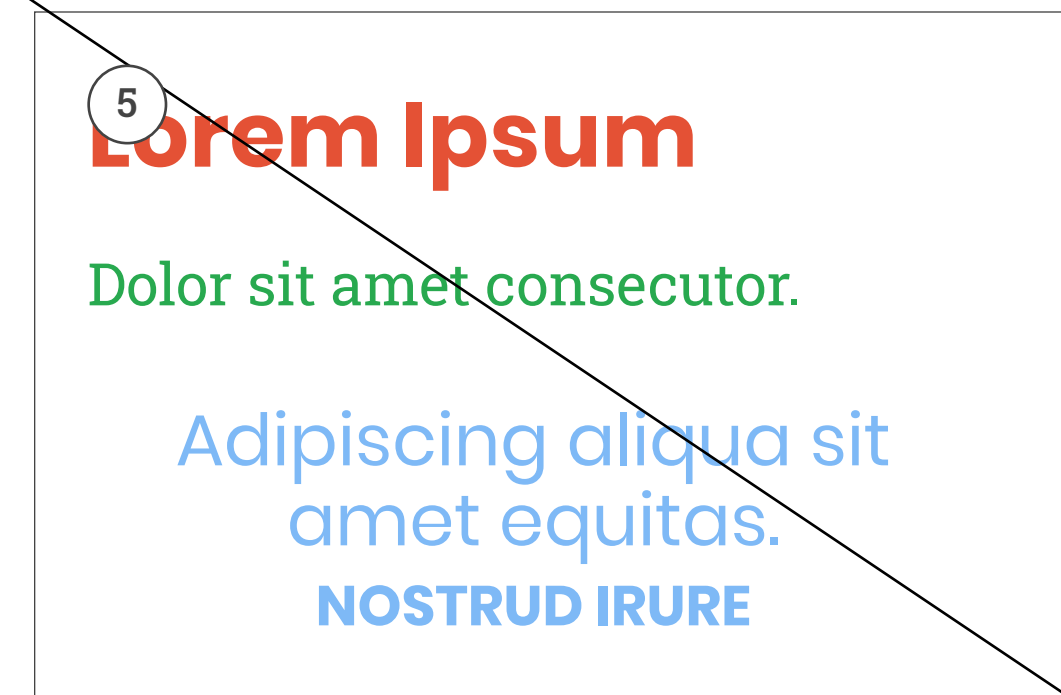 5
Lorem Ipsum
Dolor sit amet consecutor.
Adipiscing aliqua sit
amet equitas.
NOSTRUD IRURE